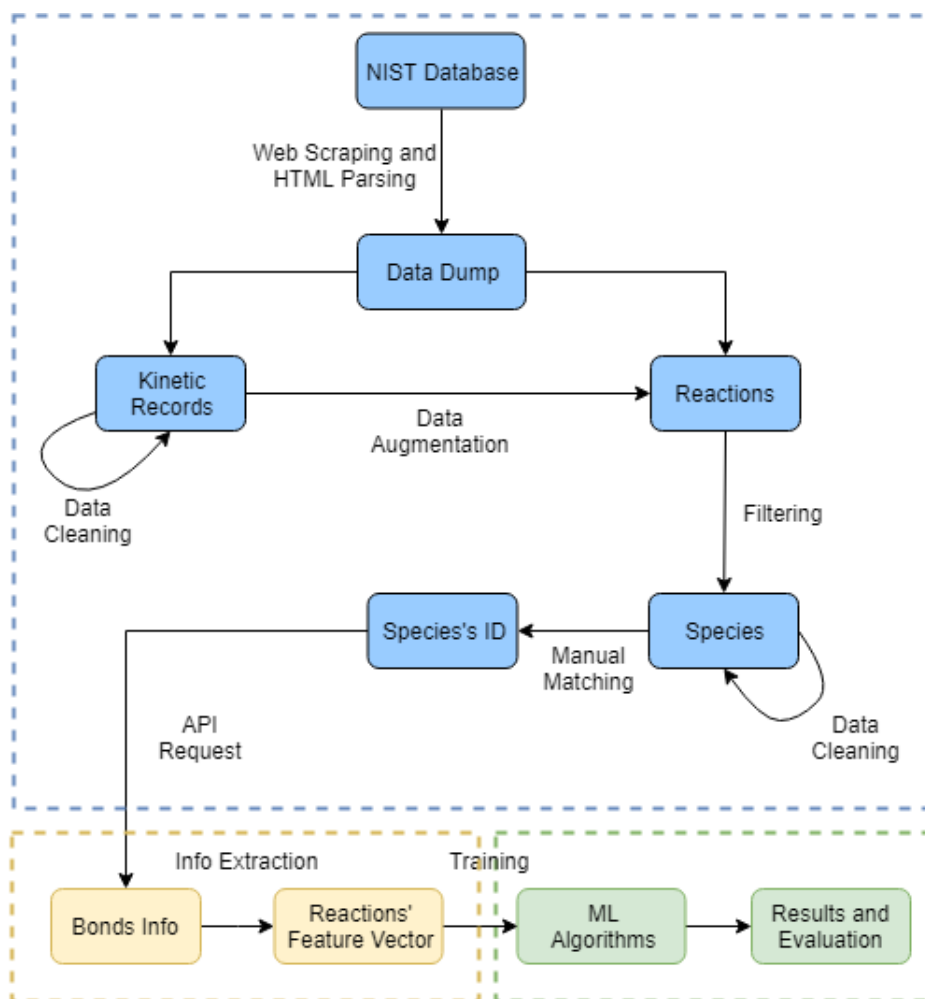 NIST Database
Web Scraping and
HTML Parsing
Data Dump
Kinetic
Records
Data
Augmentation
Reactions
Data
Cleaning
Filtering
Species's ID
Manual
Matching
Species
API
Request
Data
Cleaning
Info Extraction
Training
Bonds Info
Reactions'
Feature Vector
ML
Algorithms
Results and
Evaluation